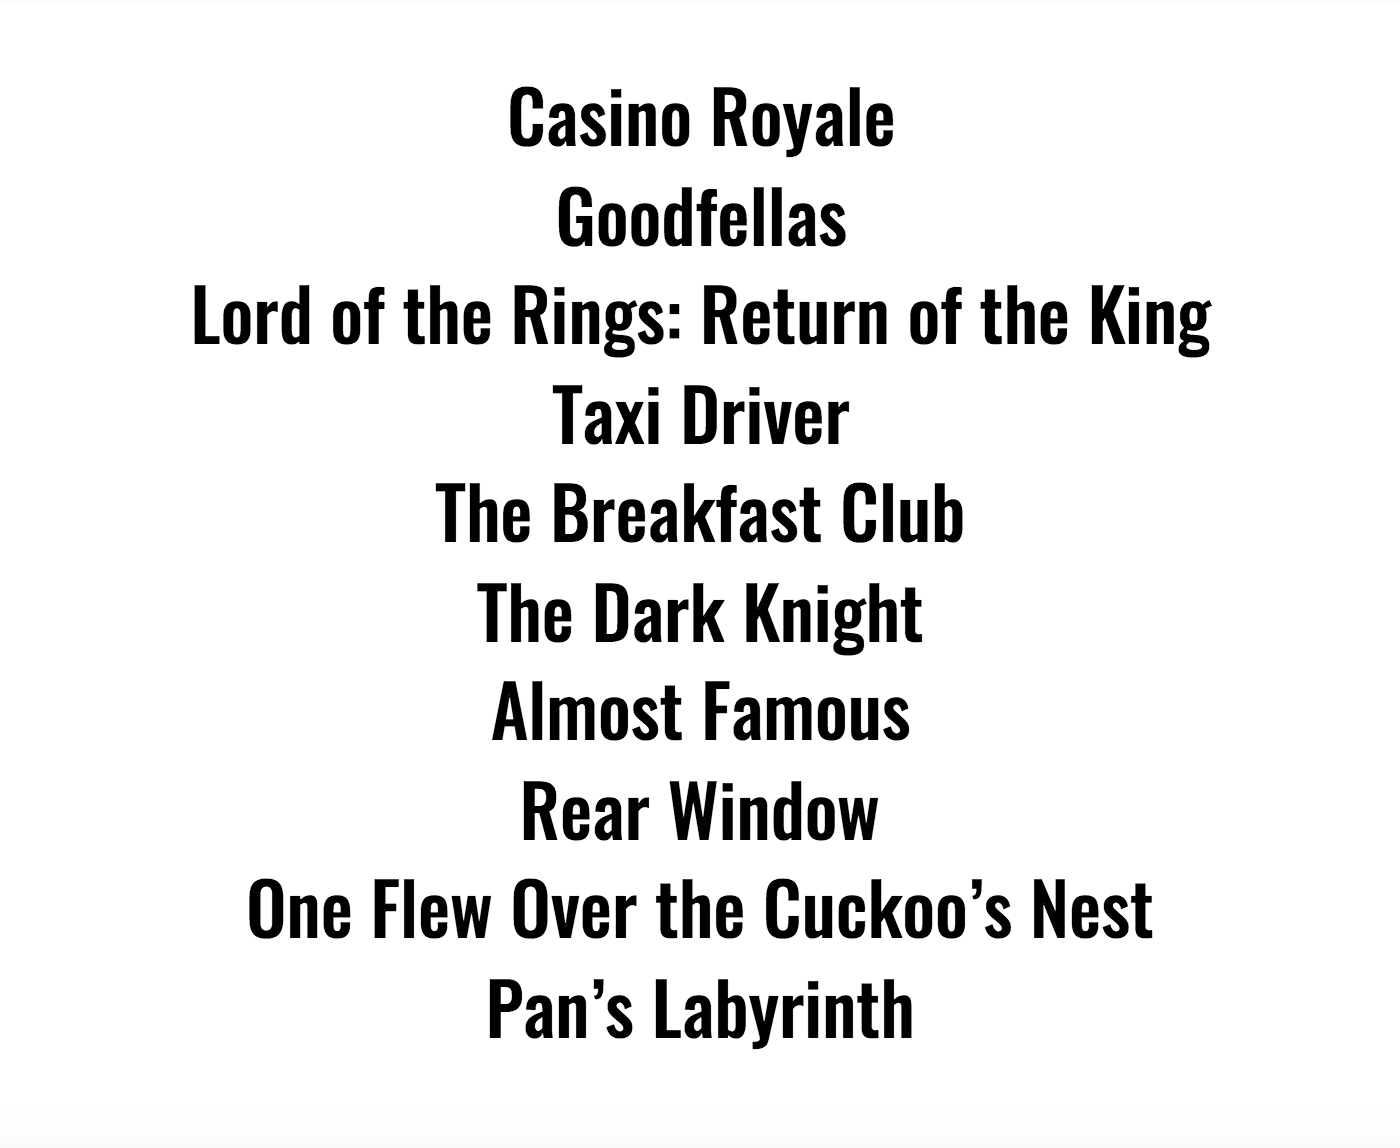 Casino Royale
Goodfellas
Lord of the Rings: Return of the King
Taxi Driver
The Breakfast Club
The Dark Knight
Almost Famous
Rear Window
One Flew Over the Cuckoo’s Nest
Pan’s Labyrinth